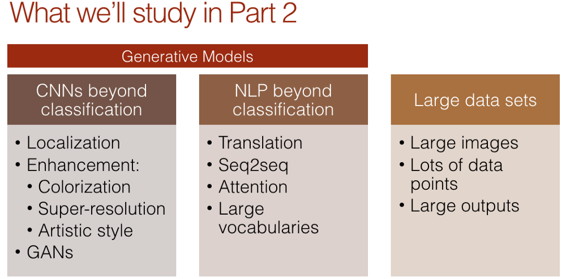 What we'll study in Part 2
Generative Models
CNNs beyond
classification
• Localization
• Enhancement:
• Colorization
• Super-resolution
• Artistic style
• GANs
NLP beyond
classification
• Translation
• Seq2seq
• Attention
• Large
vocabularies
Large data sets
• Large images
• Lots of data
points
• Large outputs